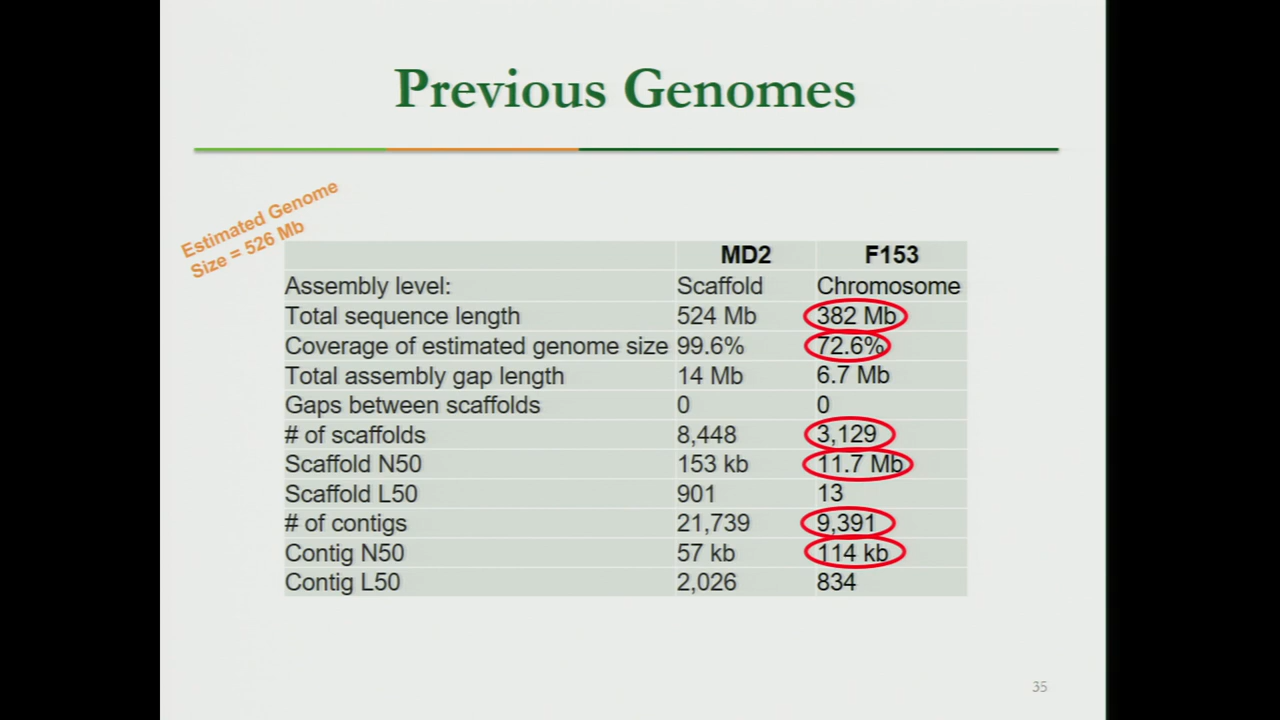 Previous Genomes
Estimated Genome
Size = 526 Mb
MD2 F153
Assembly level: Scaffold Chromosome
Total sequence length 524 Mb 382 Mb
Coverage of estimated genome size 99.6% 72.6%
Total assembly gap length 14 Mb 6.7 Mb
Gaps between scaffolds 0 0
# of scaffolds 8,448 3,129
Scaffold N50 153 kb 11.7 Mb
Scaffold L50 901 13
# of contigs 21,739 9,391
Contig N50 57 kb 114 kb
Contig L50 2,026 834
35